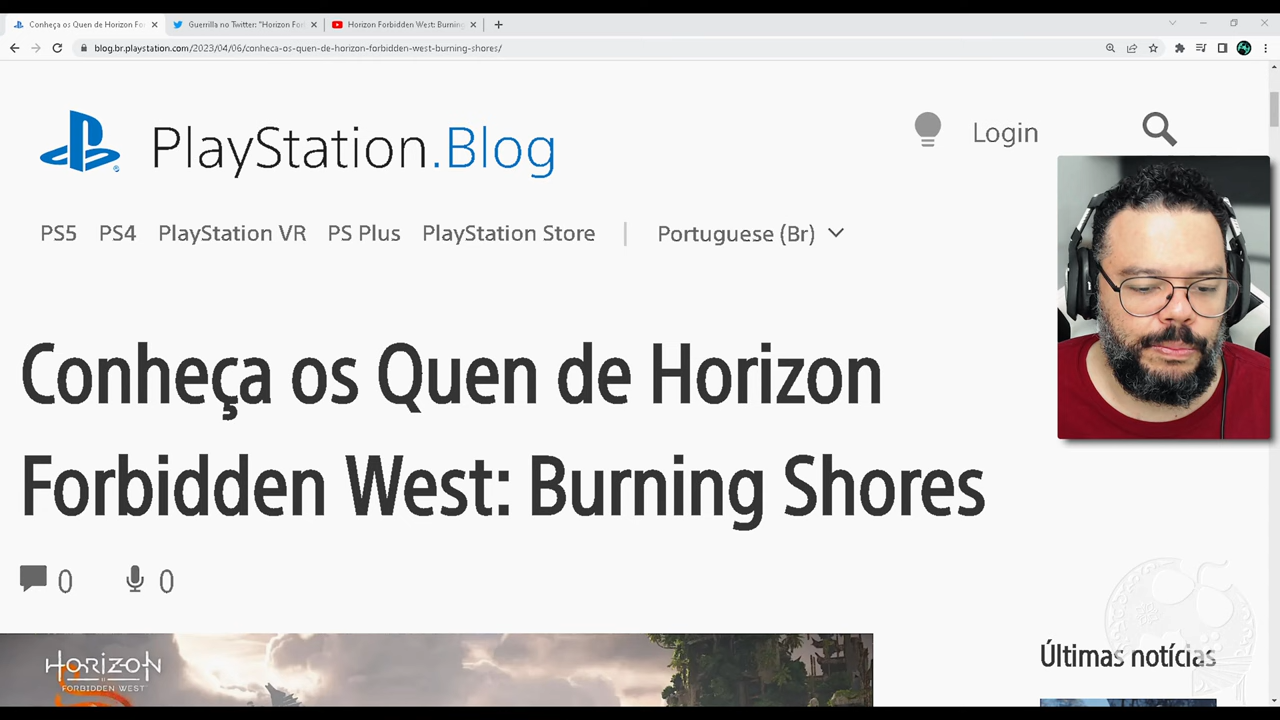 Conheça os Quen de Horizon For
Guerrilla no Twitter: "Horizon For
Horizon Forbidden West: Burning
blog.br.playstation.com/2023/04/06/conheca-os-quen-de-horizon-forbidden-west-burning-shores/
PlayStation.Blog
Login
PS5 PS4 PlayStation VR PS Plus PlayStation Store | Portuguese (Br)
Conheça os Quen de Horizon
Forbidden West: Burning Shores
0 0
HORIZON
FORBIDDEN WEST
Últimas notícias